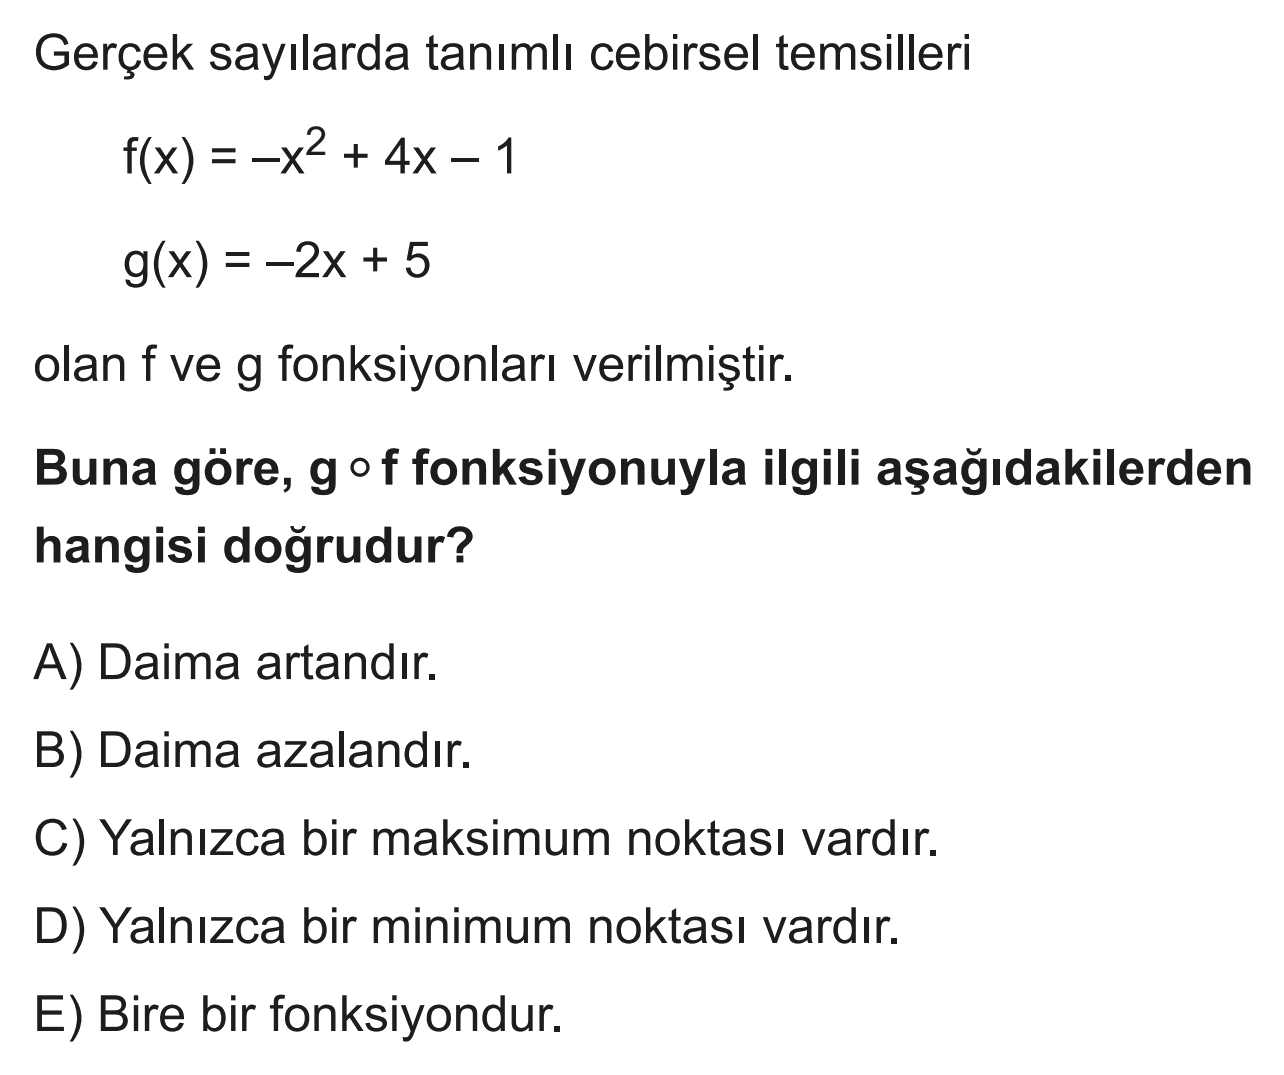 Gerçek sayılarda tanımlı cebirsel temsilleri
f(x) = –x² + 4x – 1
g(x) = –2x + 5
olan f ve g fonksiyonları verilmiştir.
Buna göre, g∘f fonksiyonuyla ilgili aşağıdakilerden
hangisi doğrudur?
A) Daima artandır.
B) Daima azalandır.
C) Yalnızca bir maksimum noktası vardır.
D) Yalnızca bir minimum noktası vardır.
E) Bire bir fonksiyondur.